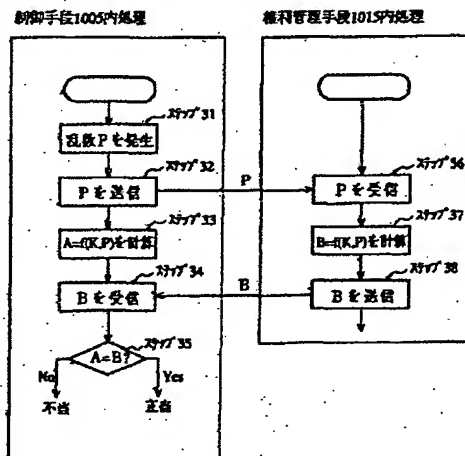 制御手段1005内処理
権利管理手段1015内処理
ステップ31
乱数Pを発生
ステップ32
Pを送信
P
ステップ33
A=f(K,P)を計算
ステップ34
Bを受信
B
ステップ35
A=B?
No
Yes
不当
正当
ステップ36
Pを受信
ステップ37
B=f(K,P)を計算
ステップ38
Bを送信